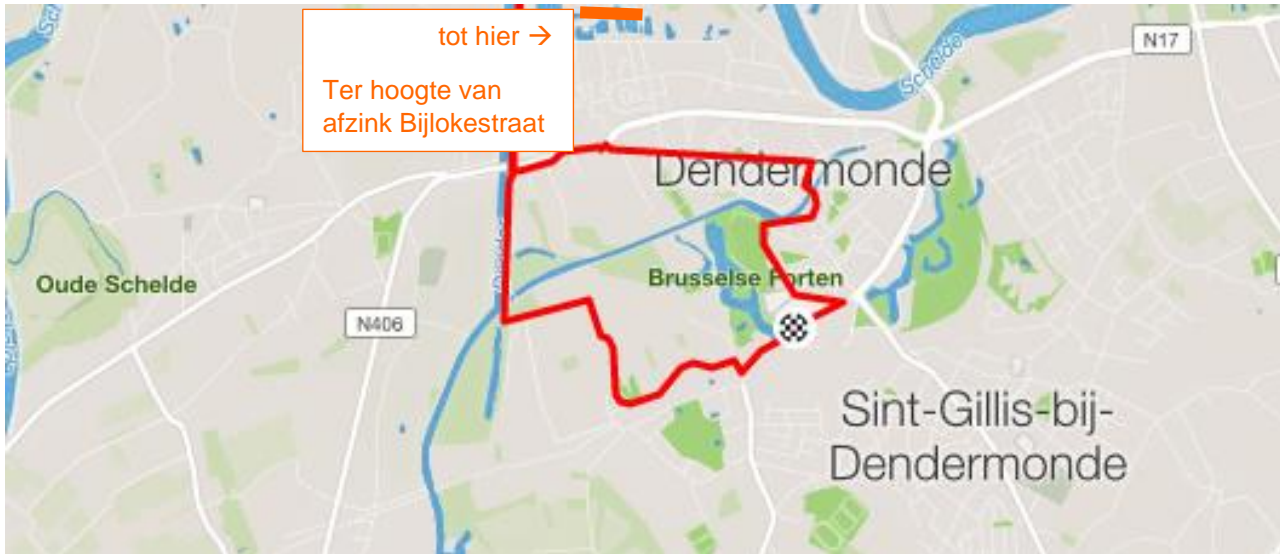 tot hier →
Ter hoogte van
afzink Bijlokestraat
N17
Schelde
Dendermonde
Oude Schelde
Brusselse Forten
N406
Sint-Gillis-bij-
Dendermonde